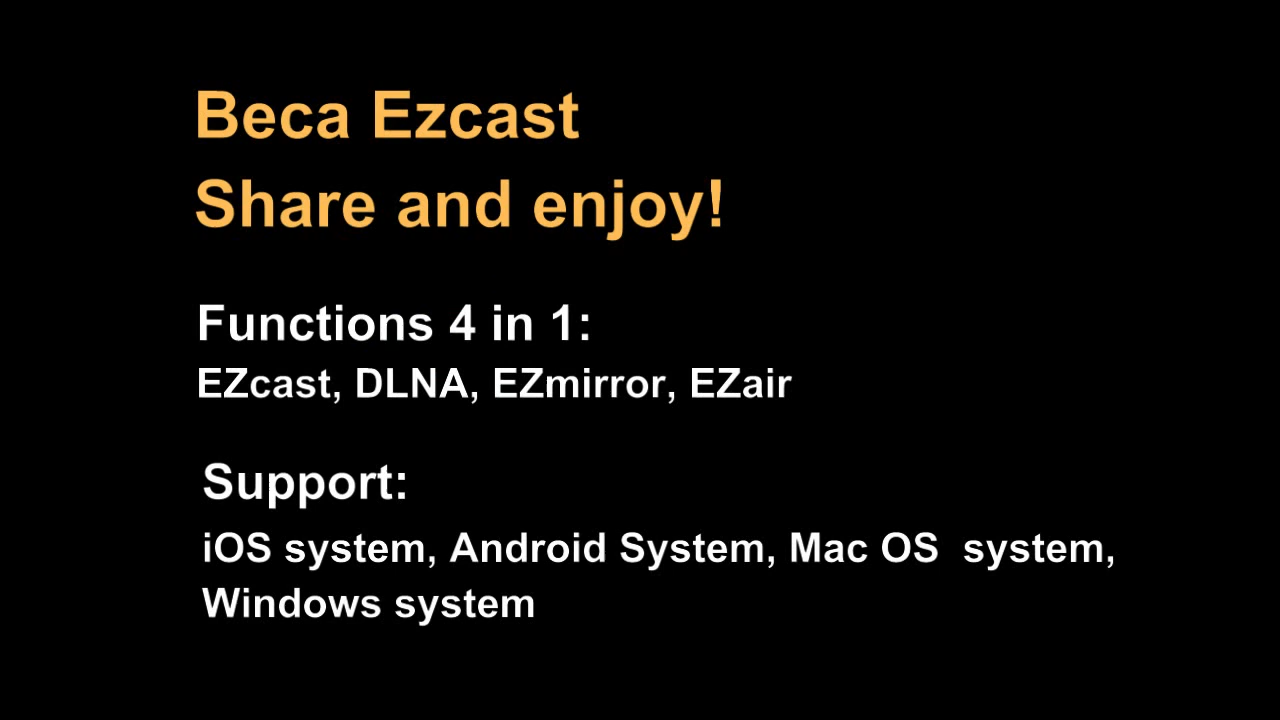 Beca Ezcast
Share and enjoy!
Functions 4 in 1:
EZcast, DLNA, EZmirror, EZair
Support:
iOS system, Android System, Mac OS  system,
Windows system